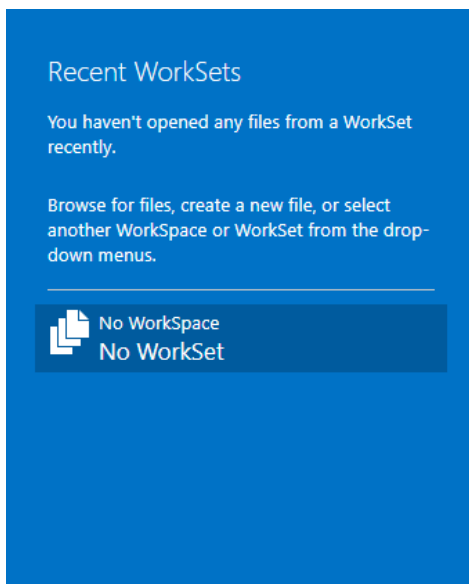 Recent WorkSets
You haven't opened any files from a WorkSet
recently.
Browse for files, create a new file, or select
another WorkSpace or WorkSet from the drop-
down menus.
No WorkSpace
No WorkSet